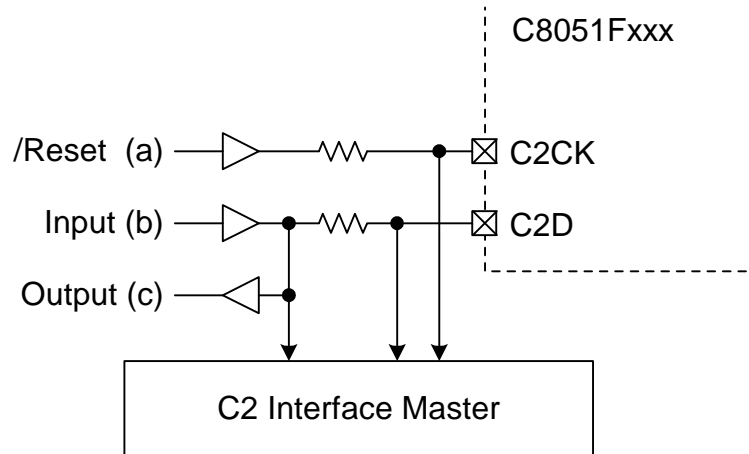 C8051Fxxx
/Reset (a)
C2CK
Input (b)
C2D
Output (c)
C2 Interface Master